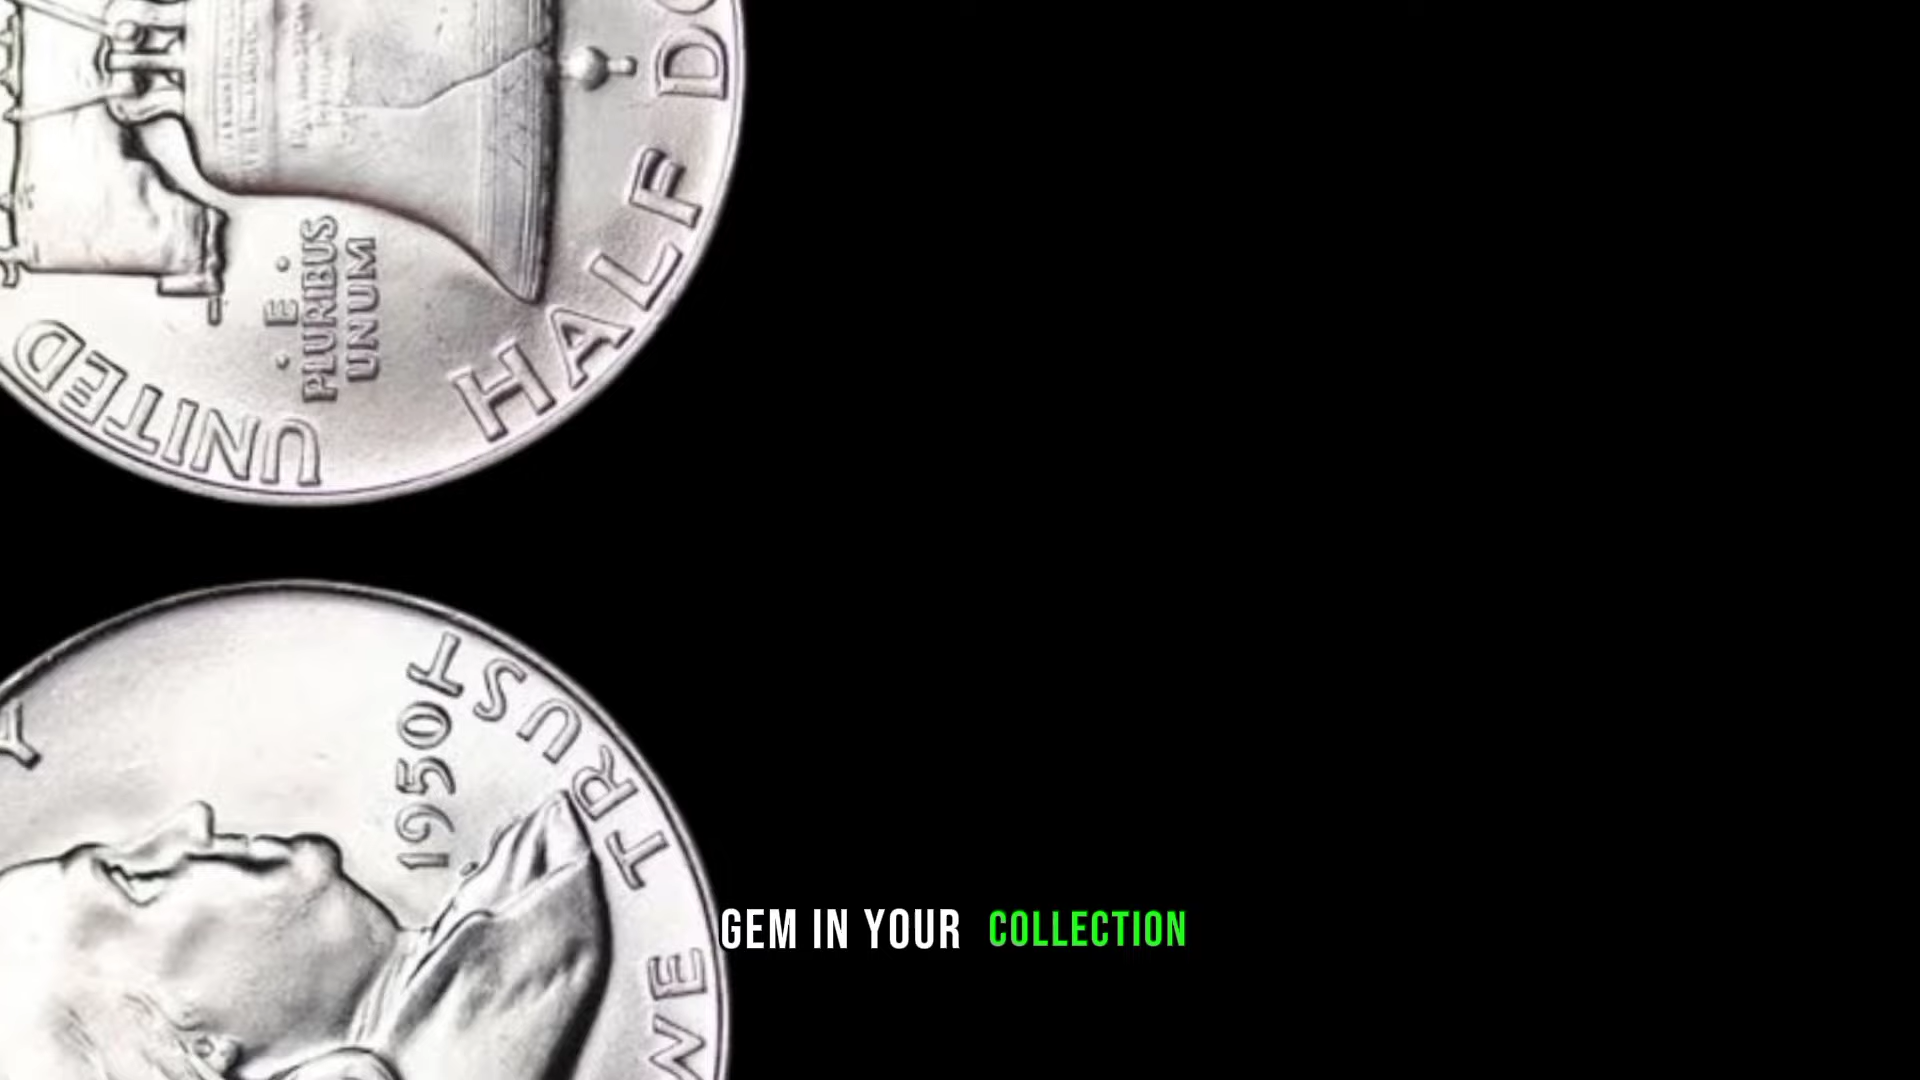 HALF DO
· E ·
PLURIBUS
UNUM
UNITED
WE TRUST
1950
Y
GEM IN YOUR COLLECTION